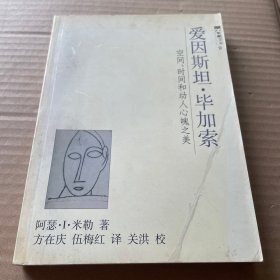 爱因斯坦·毕加索
空间、时间和动人心魄之美
阿瑟·I·米勒 著
方在庆 伍梅红 译 关洪 校